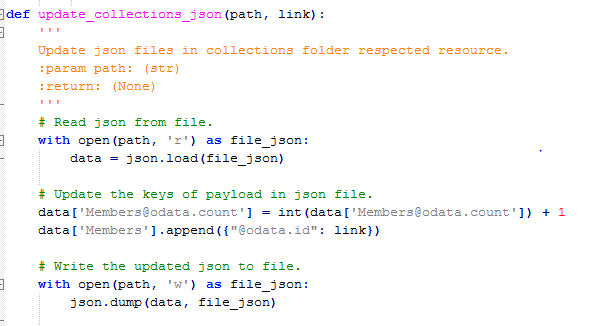 def update_collections_json(path, link):
    '''
    Update json files in collections folder respected resource.
    :param path: (str)
    :return: (None)
    '''
    # Read json from file.
    with open(path, 'r') as file_json:
        data = json.load(file_json)
    # Update the keys of payload in json file.
    data['Members@odata.count'] = int(data['Members@odata.count']) + 1
    data['Members'].append({"@odata.id": link})
    # Write the updated json to file.
    with open(path, 'w') as file_json:
        json.dump(data, file_json)